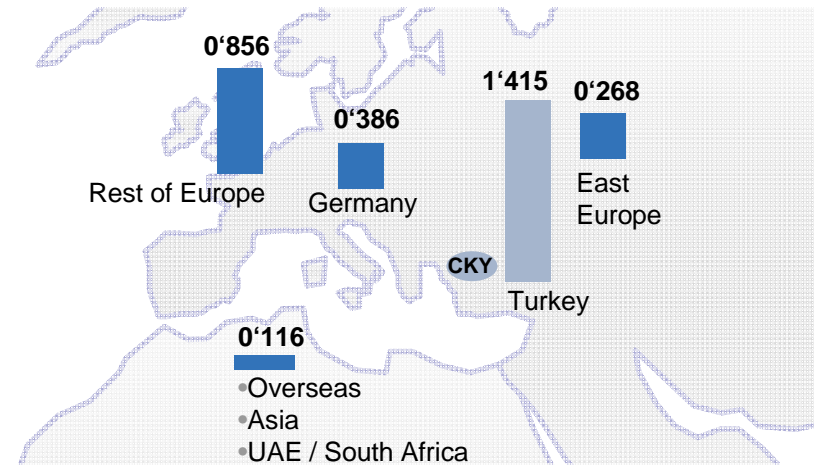 0‘856
Rest of Europe
0‘386
Germany
1‘415
Turkey
0‘268
East
Europe
CKY
0‘116
•Overseas
•Asia
•UAE / South Africa